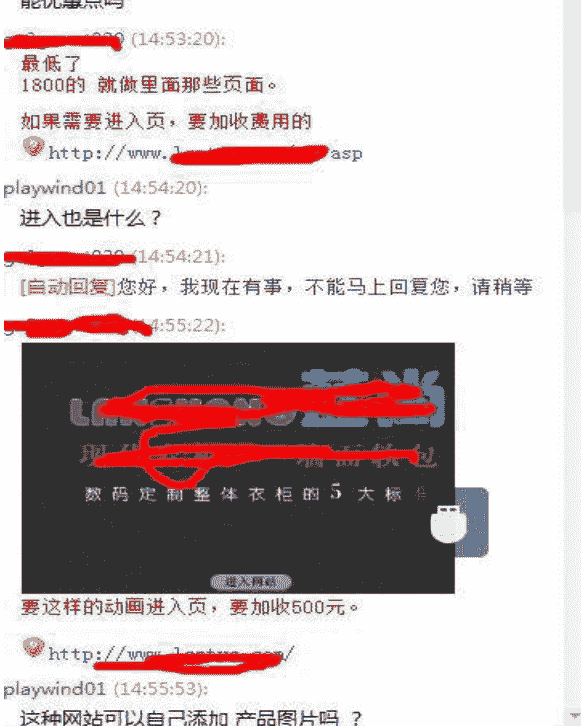 能优惠点吗
(14:53:20):
最低了
1800的 就做里面那些页面。
如果需要进入页，要加收费用的
http://www. asp
playwind01 (14:54:20):
进入也是什么？
(14:54:21):
[自动回复]您好，我现在有事，不能马上回复您，请稍等
4:55:22):
数码定制整体衣柜的5大标
进入网站
要这样的动画进入页，要加收500元。
http://www. /
playwind01 (14:55:53):
这种网站可以自己添加 产品图片吗 ？